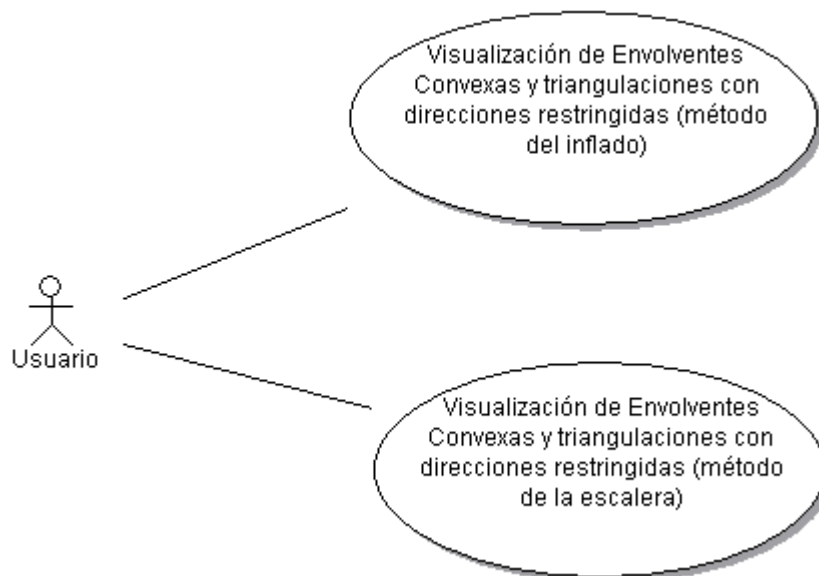 Visualización de Envolventes
Convexas y triangulaciones con
direcciones restringidas (método
del inflado)
Usuario
Visualización de Envolventes
Convexas y triangulaciones con
direcciones restringidas (método
de la escalera)